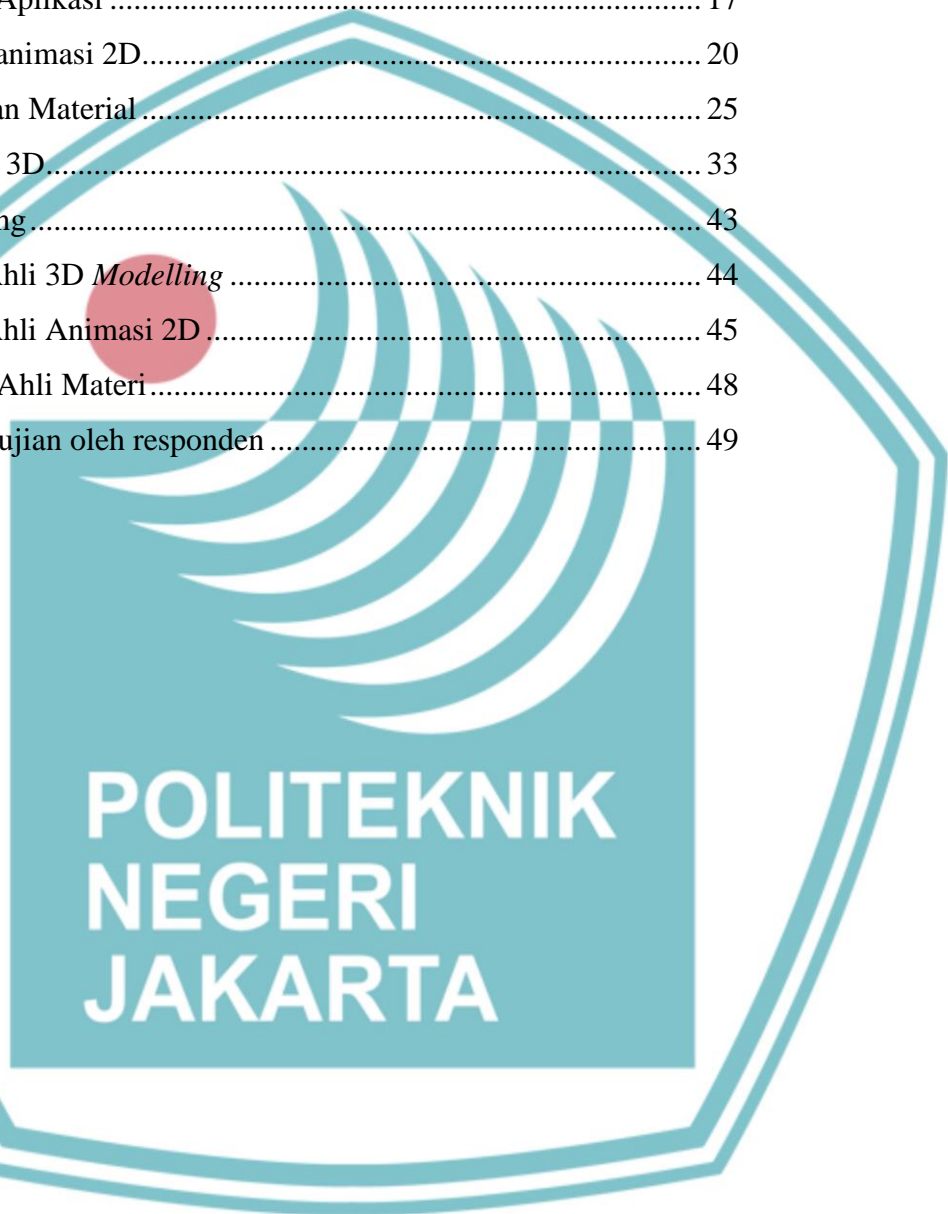 Aplikasi ........ 17
animasi 2D........ 20
an Material ........ 25
3D........ 33
ng ........ 43
Ahli 3D Modelling ........ 44
Ahli Animasi 2D ........ 45
Ahli Materi ........ 48
ujian oleh responden ........ 49
POLITEKNIK
NEGERI
JAKARTA